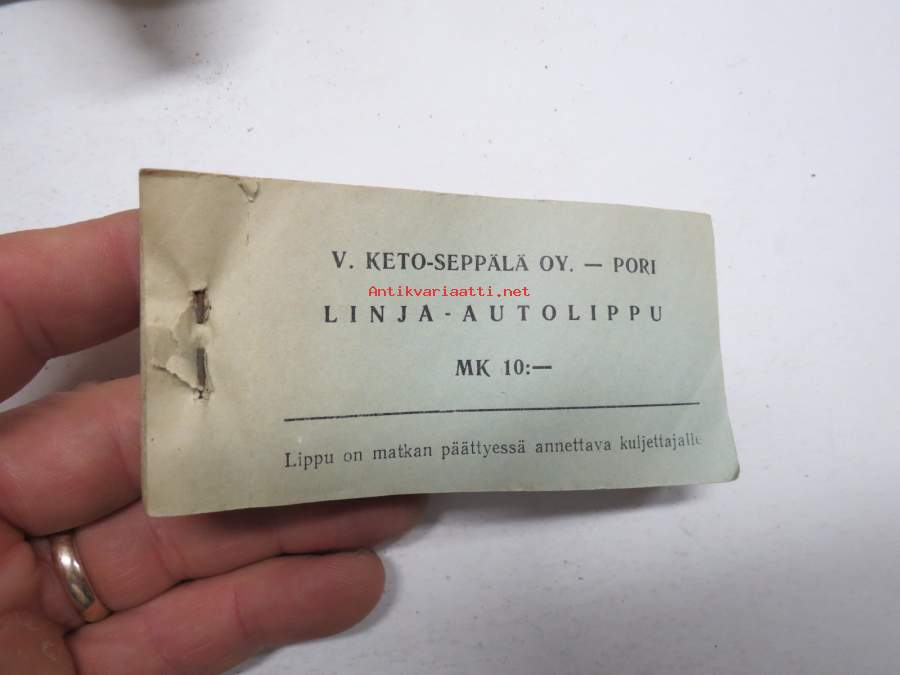 V. KETO-SEPPÄLÄ OY. — PORI
Antikvariaatti.net
LINJA-AUTOLIPPU
MK 10:—
Lippu on matkan päättyessä annettava kuljettajalle